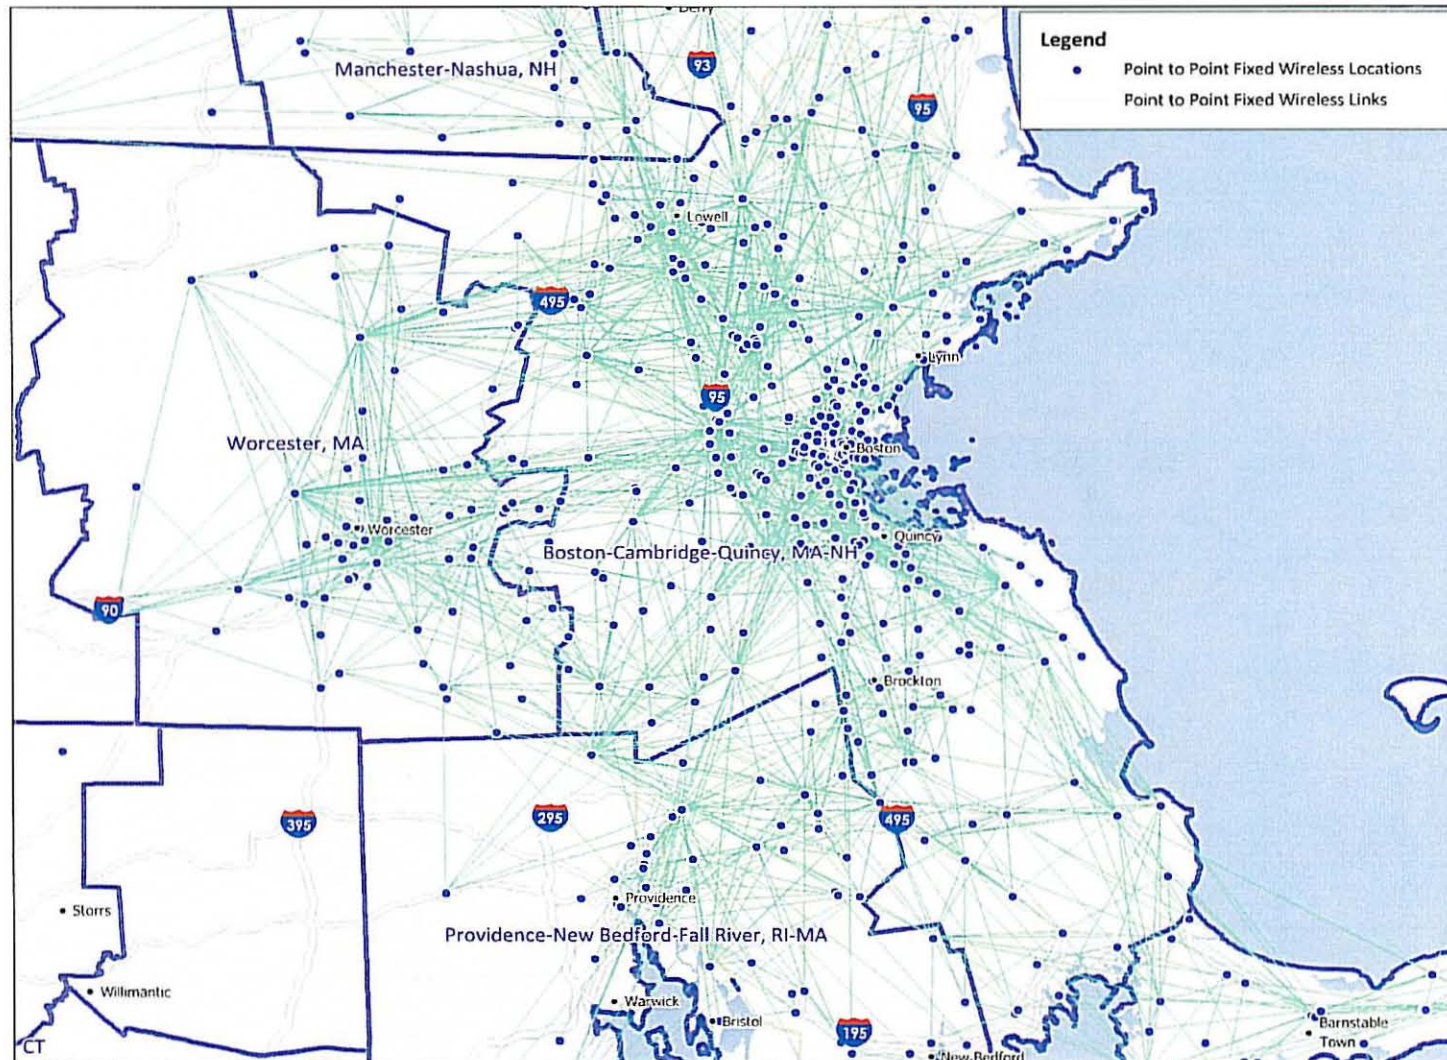 Derry
Legend
Point to Point Fixed Wireless Locations
Point to Point Fixed Wireless Links
Manchester-Nashua, NH
93
95
Lowell
495
Lynn
95
Worcester, MA
Boston
Worcester
Quincy
Boston-Cambridge-Quincy, MA-NH
90
Brockton
395
295
495
Storrs
Providence
Providence-New Bedford-Fall River, RI-MA
Willimantic
Warwick
Bristol
195
Barnstable
Town
CT
New Bedford